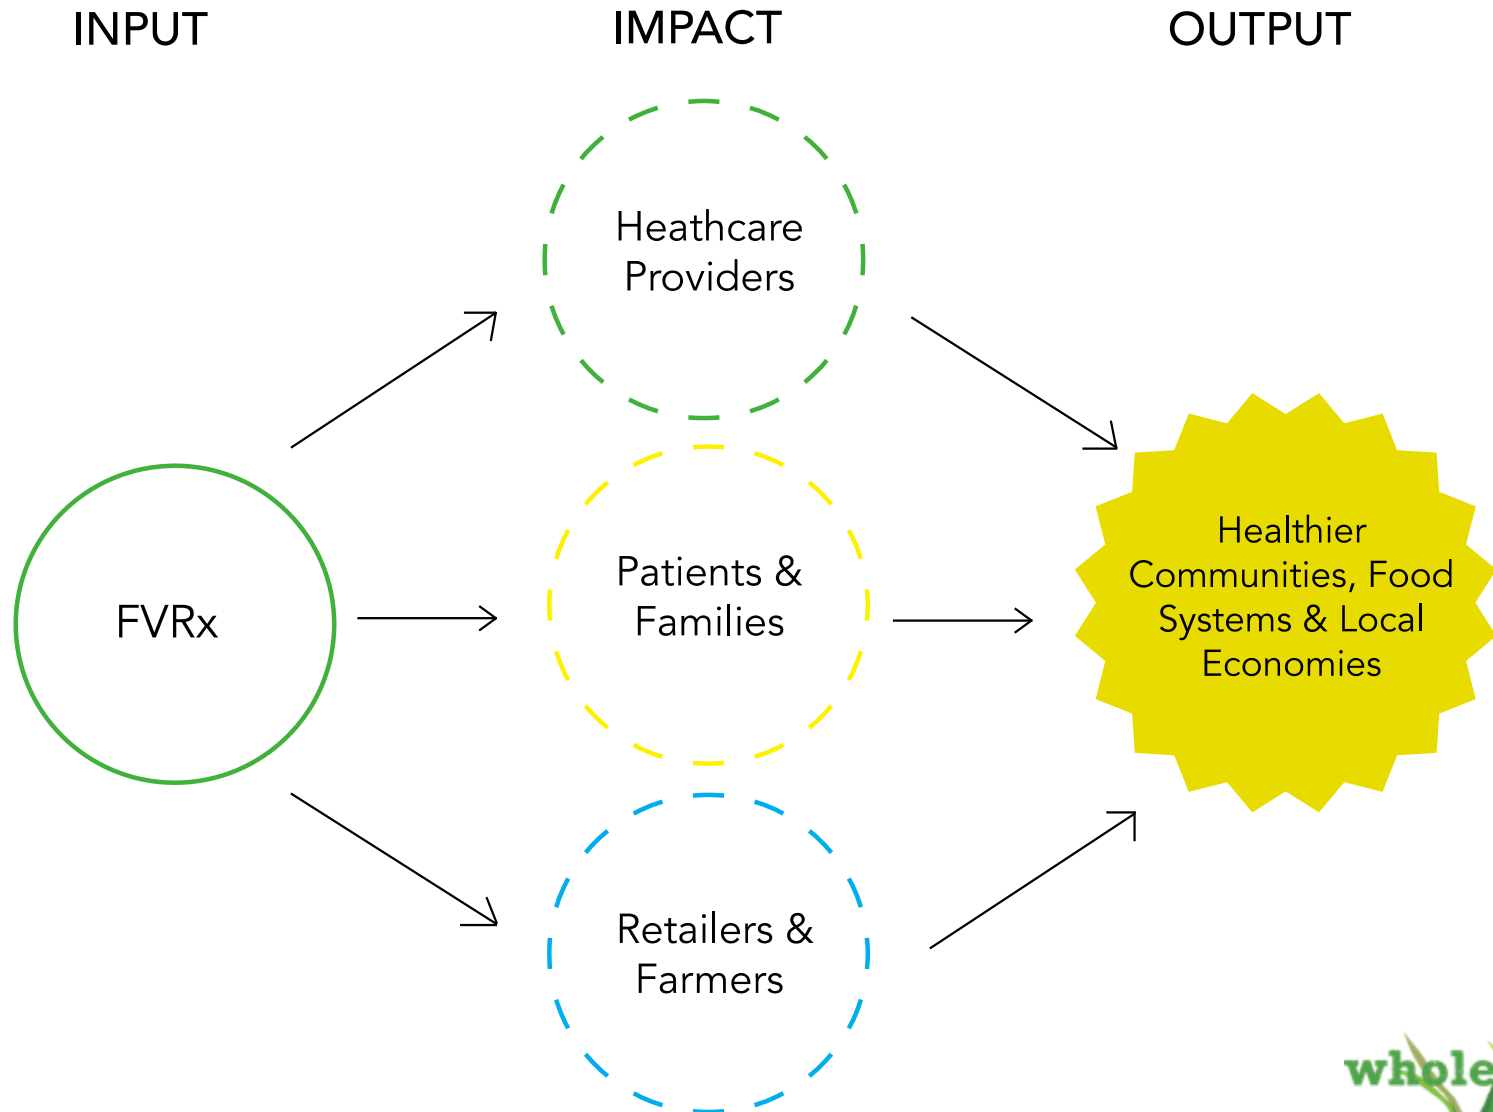 INPUT
IMPACT
OUTPUT
Heathcare
Providers
FVRx
Patients &
Families
Retailers &
Farmers
Healthier
Communities, Food
Systems & Local
Economies
whole